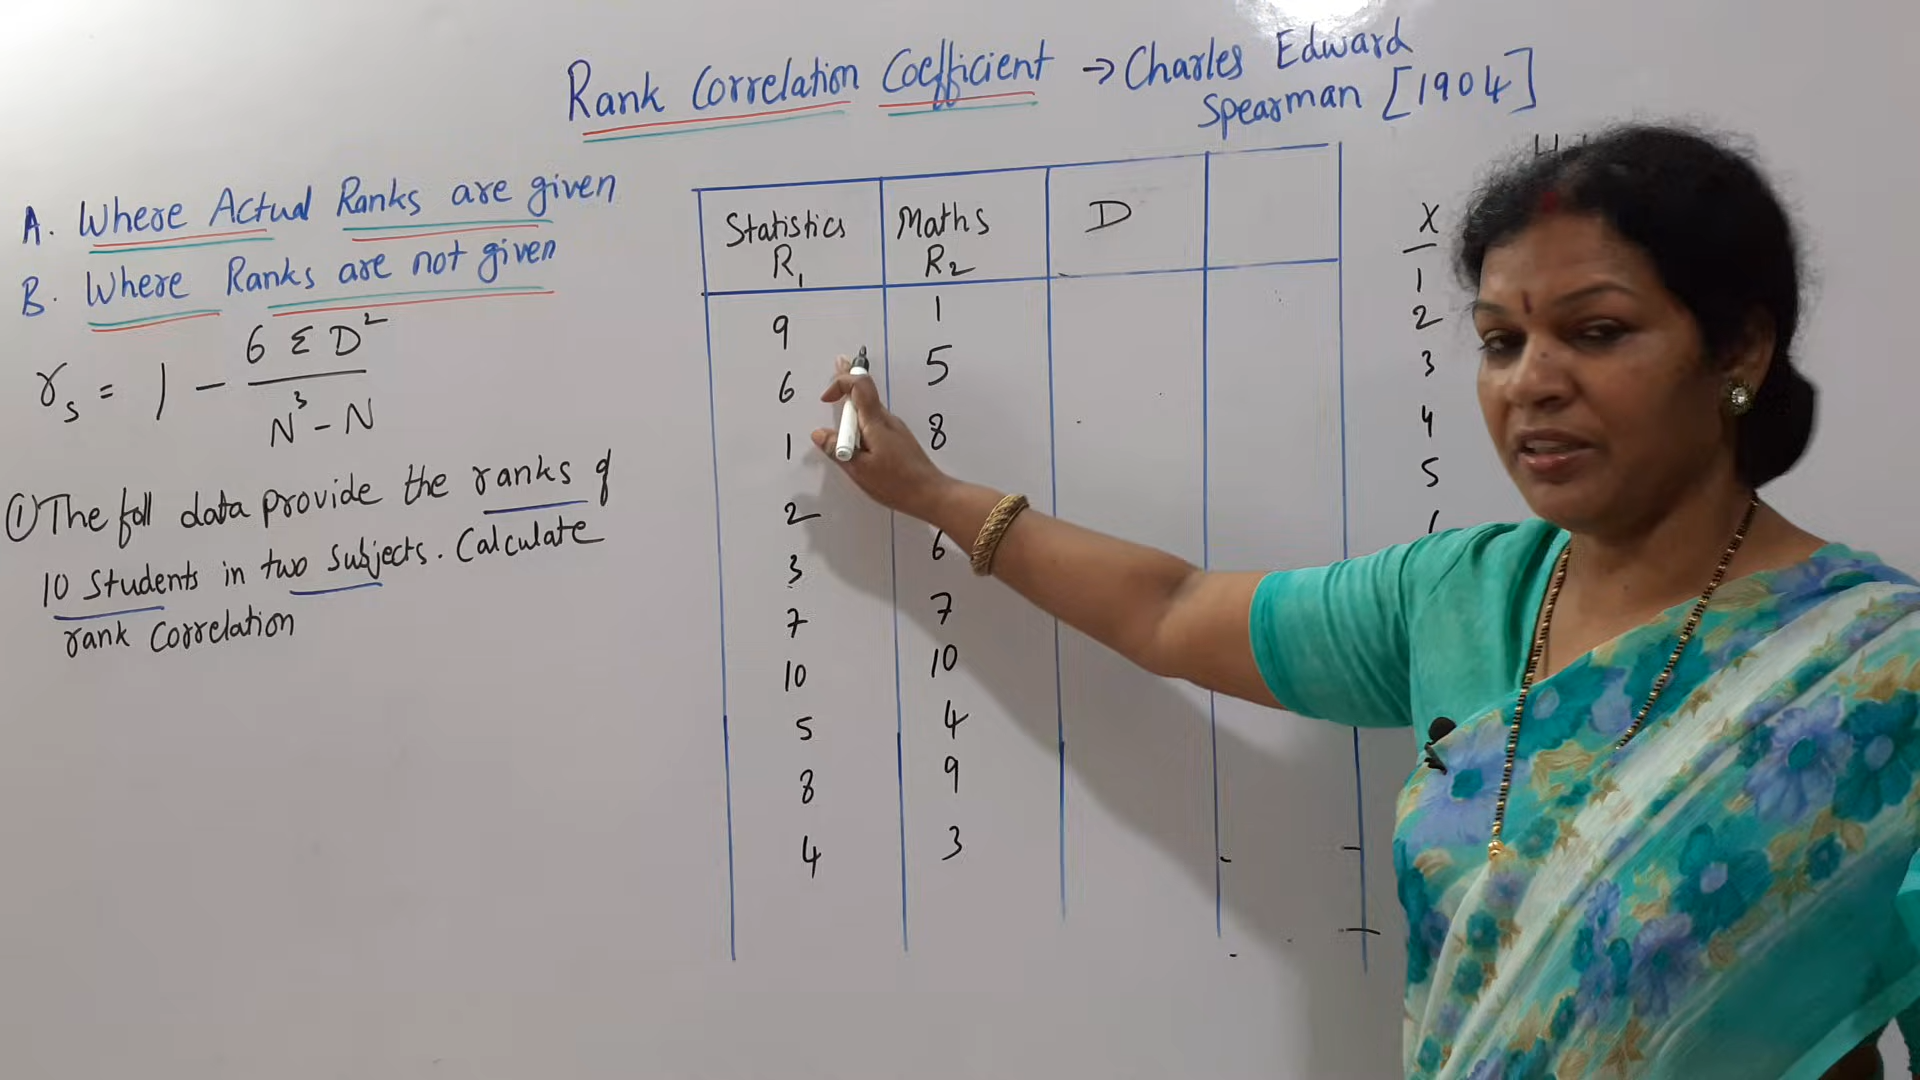 Rank Correlation Coefficient → Charles Edward
Spearman [1904]
A. Where Actual Ranks are given
B. Where Ranks are not given
r_s = 1 - 6 Σ D² / N³ - N
① The foll data provide the ranks of
10 Students in two subjects. Calculate
rank Correlation
Statistics Maths D
R₁ R₂
9 1
6 5
1 8
2
3 6
7 7
10 10
5 4
8 9
4 3
X
1
2
3
4
5